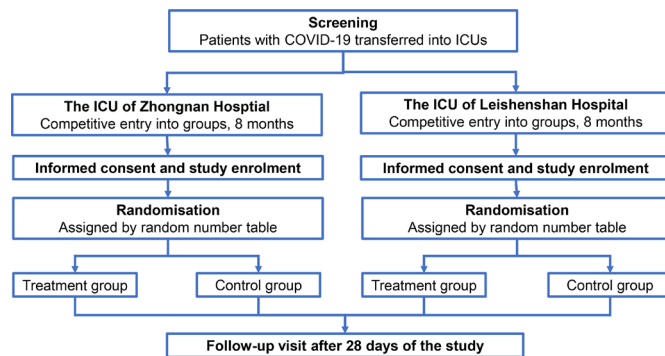 Screening
Patients with COVID-19 transferred into ICUs
The ICU of Zhongnan Hosptial
Competitive entry into groups, 8 months
The ICU of Leishenshan Hospital
Competitive entry into groups, 8 months
Informed consent and study enrolment
Informed consent and study enrolment
Randomisation
Assigned by random number table
Randomisation
Assigned by random number table
Treatment group
Control group
Treatment group
Control group
Follow-up visit after 28 days of the study